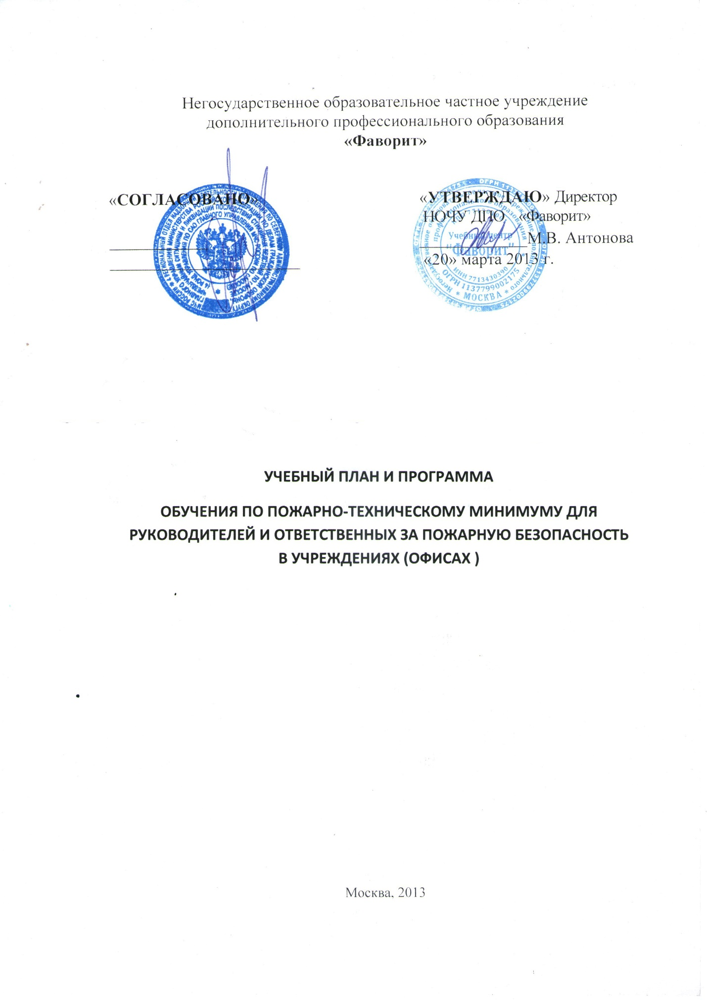 Негосударственное образовательное частное учреждение
дополнительного профессионального образования
«Фаворит»
«СОГЛАСОВАНО»
«УТВЕРЖДАЮ» Директор
НОЧУ ДПО «Фаворит»
М.В. Антонова
«20» марта 2013 г.
Учебный центр
"Фаворит"
ИНН 7713430390
ОГРН 1137799002175
* МОСКВА *
УЧЕБНЫЙ ПЛАН И ПРОГРАММА
ОБУЧЕНИЯ ПО ПОЖАРНО-ТЕХНИЧЕСКОМУ МИНИМУМУ ДЛЯ
РУКОВОДИТЕЛЕЙ И ОТВЕТСТВЕННЫХ ЗА ПОЖАРНУЮ БЕЗОПАСНОСТЬ
В УЧРЕЖДЕНИЯХ (ОФИСАХ )
Москва, 2013